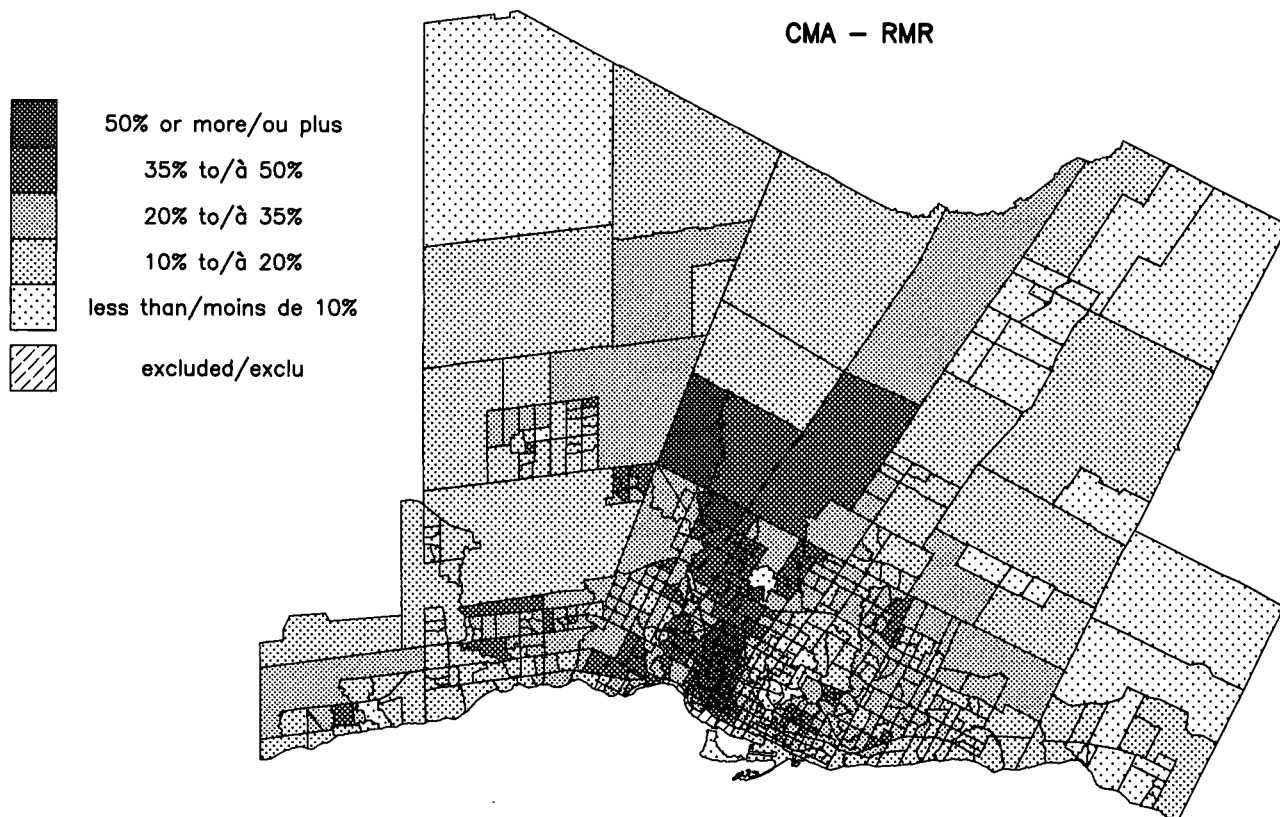 CMA – RMR
50% or more/ou plus
35% to/à 50%
20% to/à 35%
10% to/à 20%
less than/moins de 10%
excluded/exclu